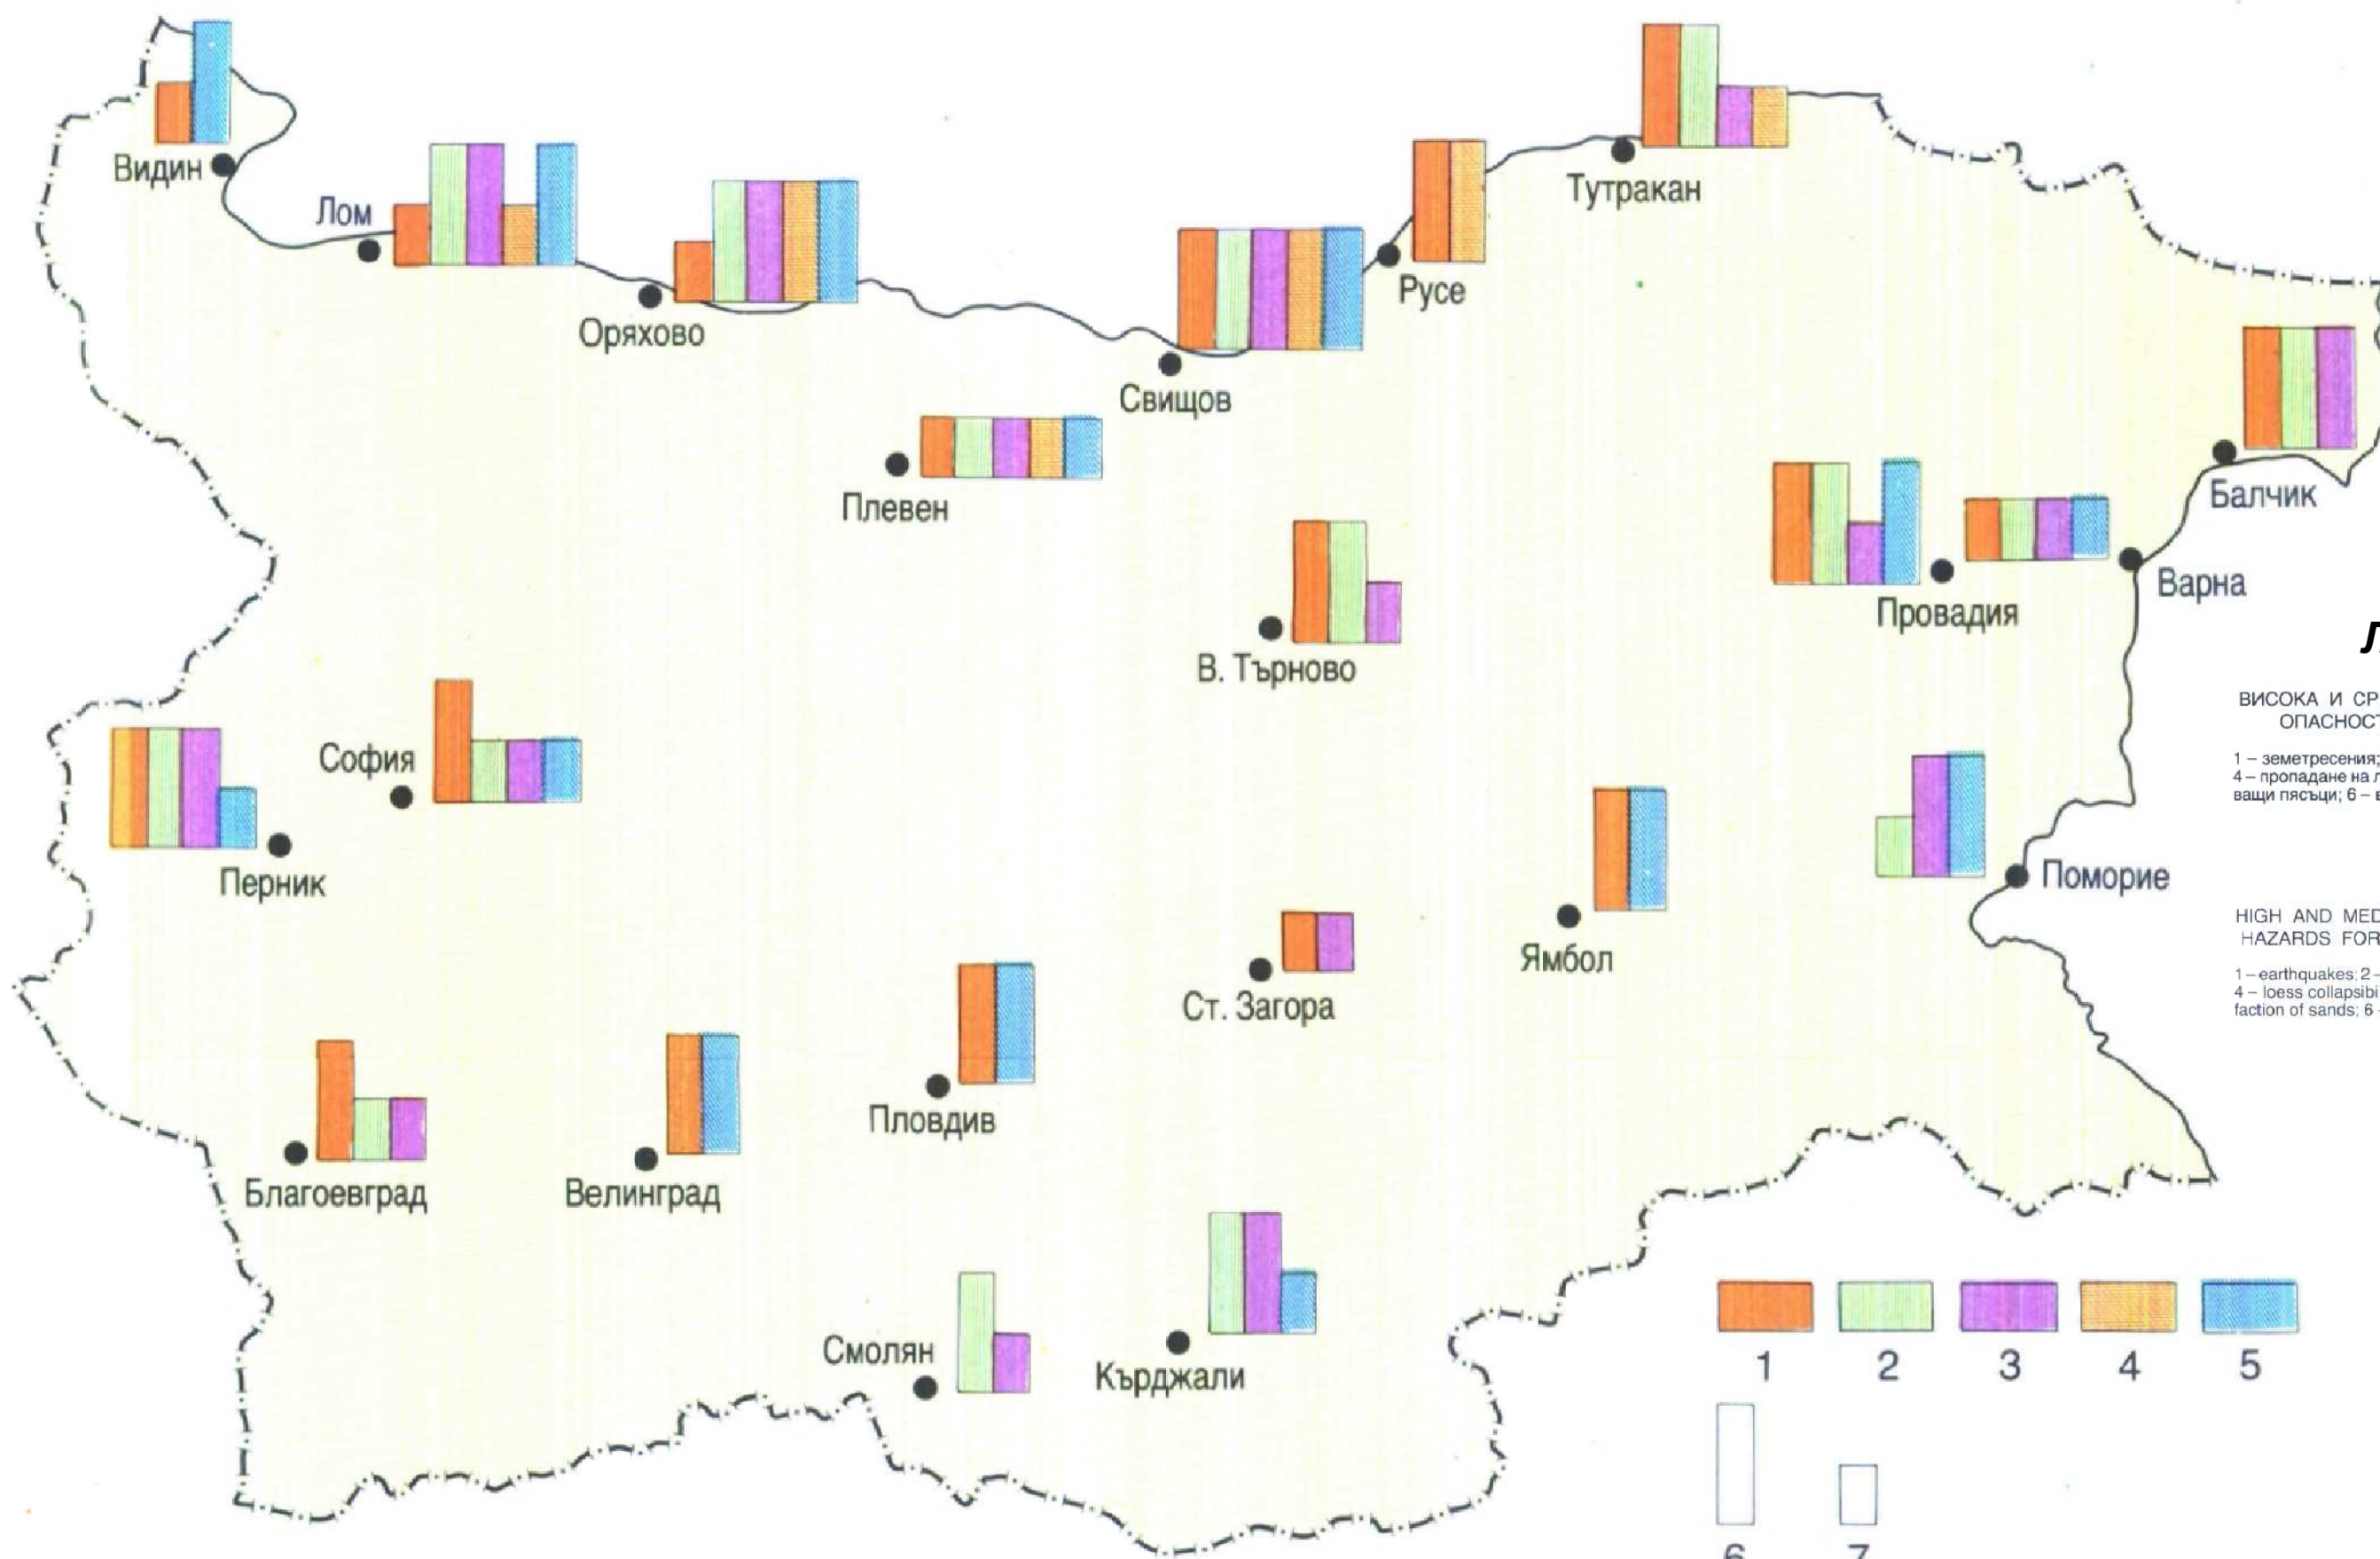 Видин
Лом
Оряхово
Плевен
Свищов
Русе
Тутракан
Балчик
Варна
Провадия
В. Търново
София
Перник
Поморие
Ямбол
Ст. Загора
Пловдив
Велинград
Благоевград
Смолян
Кърджали
ВИСОКА И СР
ОПАСНОСТ
1 – земетресения;
4 – пропадане на л
ващи пясъци; 6 – в
HIGH AND MED
HAZARDS FOR
1 – earthquakes; 2 –
4 – loess collapsibi
faction of sands; 6 -
1 2 3 4 5
6 7